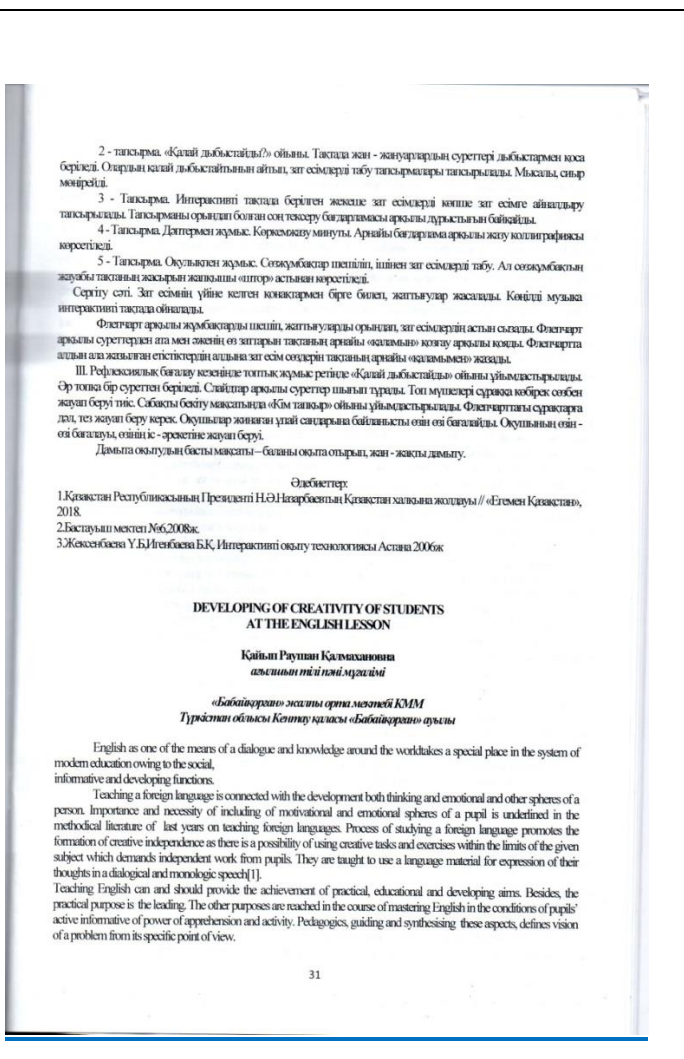 2 - тапсырма. «Қалай дыбыстайды?» ойыны. Тақтада жан - жануарлардың суреттері дыбыстармен қоса
беріледі. Олардың қалай дыбыстайтынын айтып, зат есімдерді табу тапсырмалары тапсырылады. Мысалы, сиыр
мөңірейді.
3 - Тапсырма. Интерактивті тақтада берілген жекеше зат есімдерді көпше зат есімге айналдыру
тапсырылады. Тапсырманы орындап болған соң тексеру бағдарламасы арқылы дұрыстығын байқайды.
4 - Тапсырма. Дәптермен жұмыс. Көркемжазу минуты. Арнайы бағдарлама арқылы жазу коллиграфиясы
көрсетіледі.
5 - Тапсырма. Оқулықпен жұмыс. Сөзжұмбақтар шешіліп, ішінен зат есімдерді табу. Ал сөзжұмбақтың
жауабы тақтаның жасырын жапқышы «штор» астынан көрсетіледі.
Сергіту сәті. Зат есімнің үйіне келген қонақтармен бірге билеп, жаттығулар жасалады. Көңілді музыка
интерактивті тақтада ойналады.
Флепчарт арқылы жұмбақтарды шешіп, жаттығуларды орындап, зат есімдердің астын сызады. Флепчарт
арқылы суреттерден ата мен әженің өз заттарын тақтаның арнайы «қаламын» қозғау арқылы қояды. Флепчартта
алдын ала жазылған етістіктердің алдына зат есім сөздерін тақтаның арнайы «қаламымен» жазады.
III. Рефлексиялық бағалау кезеңінде топтық жұмыс ретінде «Қалай дыбыстайды» ойыны ұйымдастырылады.
Әр топқа бір суреттен беріледі. Слайдтар арқылы суреттер шығып тұрады. Топ мүшелері сұраққа көбірек сөзбен
жауап беруі тиіс. Сабақты бекіту мақсатында «Кім тапқыр» ойыны ұйымдастырылады. Флепчарттағы сұрақтарға
дәл, тез жауап беру керек. Оқушылар жинаған ұпай сандарына байланысты өзін өзі бағалайды. Оқушының өзін -
өзі бағалауы, өзінің іс - әрекетіне жауап беруі.
Дамыта оқытудың басты мақсаты – баланы оқыта отырып, жан - жақты дамыту.
Әдебиеттер:
1.Қазақстан Республикасының Президенті Н.Ә.Назарбаевтың Қазақстан халқына жолдауы // «Егемен Қазақстан»,
2018.
2.Бастауыш мектеп №6,2008ж.
3.Жексенбаева Ү.Б,Игенбаева Б.Қ, Интерактивті оқыту технологиясы Астана 2006ж
DEVELOPING OF CREATIVITY OF STUDENTS
AT THE ENGLISH LESSON
Қайып Раушан Қалмахановна
ағылшын тілі пәні мұғалімі
«Бабайқорған» жалпы орта мектебі КММ
Түркістан облысы Кентау қаласы «Бабайқорған» ауылы
English as one of the means of a dialogue and knowledge around the worldtakes a special place in the system of
modern education owing to the social,
informative and developing functions.
Teaching a foreign language is connected with the development both thinking and emotional and other spheres of a
person. Importance and necessity of including of motivational and emotional spheres of a pupil is underlined in the
methodical literature of last years on teaching foreign languages. Process of studying a foreign language promotes the
formation of creative independence as there is a possibility of using creative tasks and exercises within the limits of the given
subject which demands independent work from pupils. They are taught to use a language material for expression of their
thoughts in a dialogical and monologic speech[1].
Teaching English can and should provide the achievement of practical, educational and developing aims. Besides, the
practical purpose is the leading. The other purposes are reached in the course of mastering English in the conditions of pupils'
active informative of power of apprehension and activity. Pedagogics, guiding and synthesising these aspects, defines vision
of a problem from its specific point of view.
31